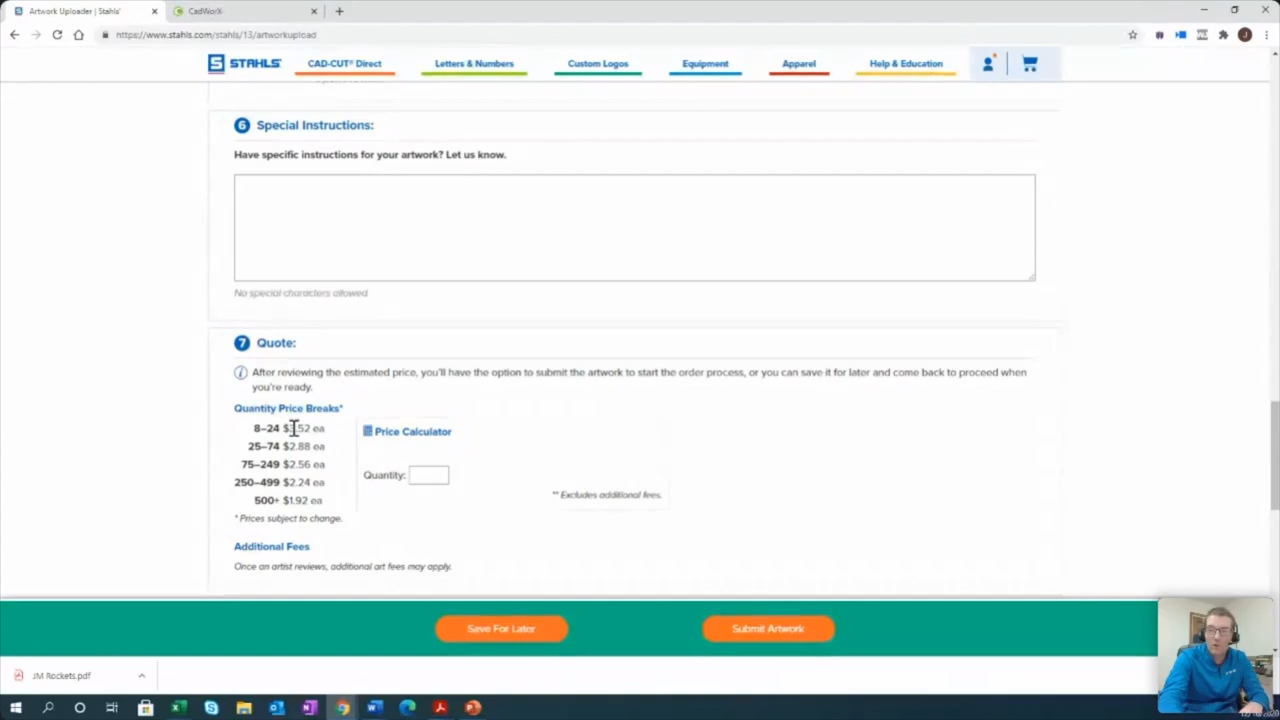 Artwork Uploader | Stahls'
CadWorX
https://www.stahls.com/stahls/13/artworkupload
STAHLS'
CAD-CUT® Direct
Letters & Numbers
Custom Logos
Equipment
Apparel
Help & Education
6 Special Instructions:
Have specific instructions for your artwork? Let us know.
No special characters allowed
7 Quote:
After reviewing the estimated price, you'll have the option to submit the artwork to start the order process, or you can save it for later and come back to proceed when
you're ready.
Quantity Price Breaks*
8–24 $3.52 ea
25–74 $2.88 ea
75–249 $2.56 ea
250–499 $2.24 ea
500+ $1.92 ea
* Prices subject to change.
Price Calculator
Quantity:
** Excludes additional fees.
Additional Fees
Once an artist reviews, additional art fees may apply.
Save For Later
Submit Artwork
JM Rockets.pdf